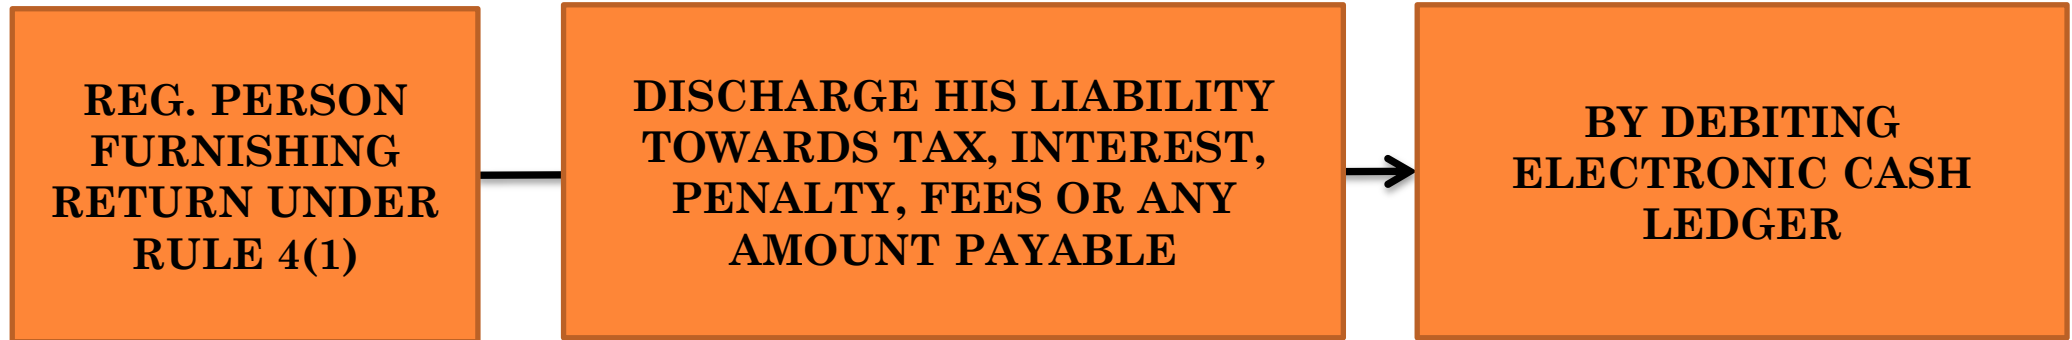 REG. PERSON
FURNISHING
RETURN UNDER
RULE 4(1)
DISCHARGE HIS LIABILITY
TOWARDS TAX, INTEREST,
PENALTY, FEES OR ANY
AMOUNT PAYABLE
BY DEBITING
ELECTRONIC CASH
LEDGER